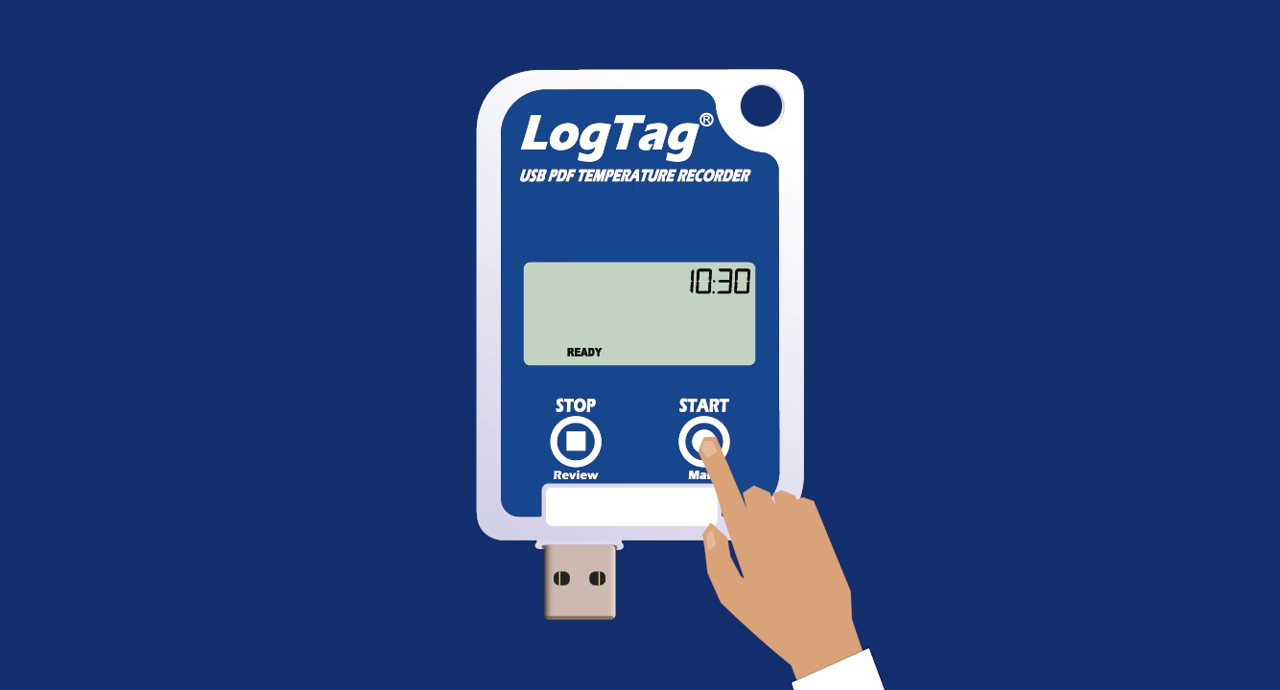 LogTag®
USB PDF TEMPERATURE RECORDER
10:30
READY
STOP
START
Review